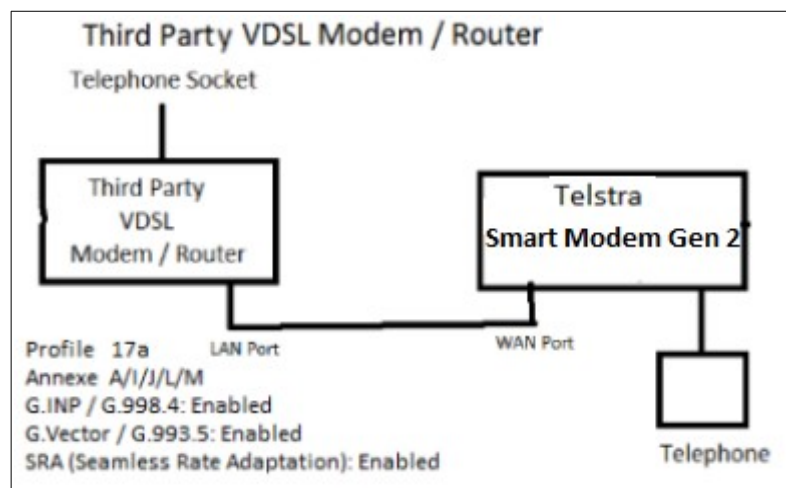 Third Party VDSL Modem / Router
Telephone Socket
Third Party
VDSL
Modem / Router
Telstra
Smart Modem Gen 2
LAN Port
WAN Port
Profile 17a
Annexe A/I/J/L/M
G.INP / G.998.4: Enabled
G.Vector / G.993.5: Enabled
SRA (Seamless Rate Adaptation): Enabled
Telephone